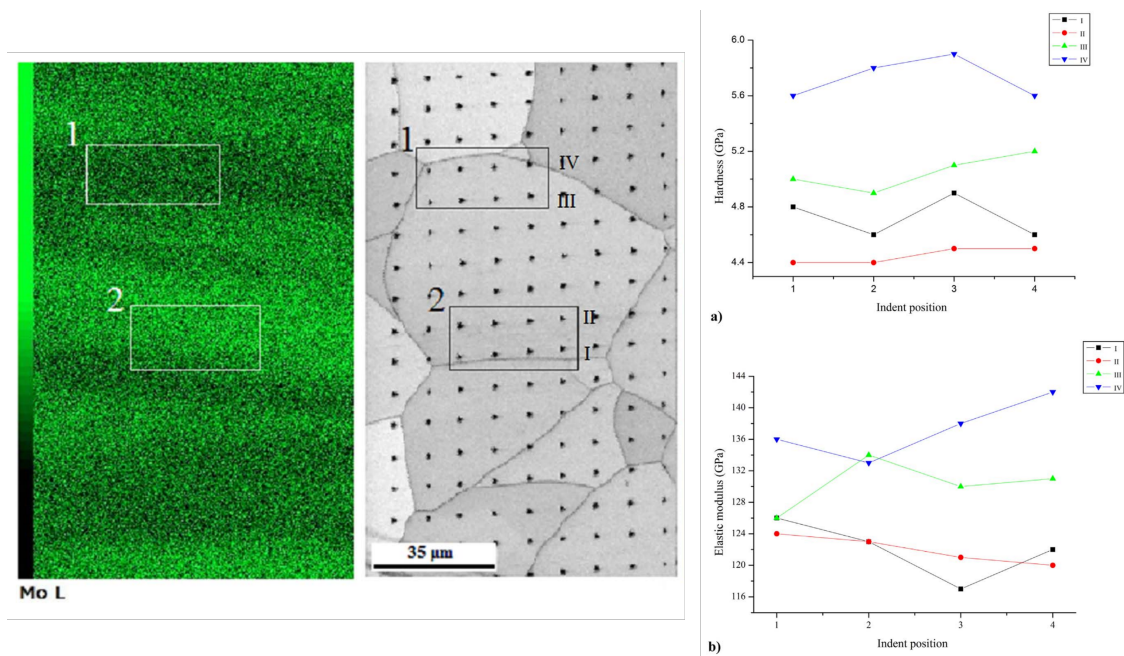 1
2
Mo L
1
IV
III
2
II
I
35 µm
I
II
III
IV
6.0
5.6
5.2
4.8
4.4
Hardness (GPa)
1 2 3 4
Indent position
a)
I
II
III
IV
144
140
136
132
128
124
120
116
Elastic modulus (GPa)
1 2 3 4
Indent position
b)